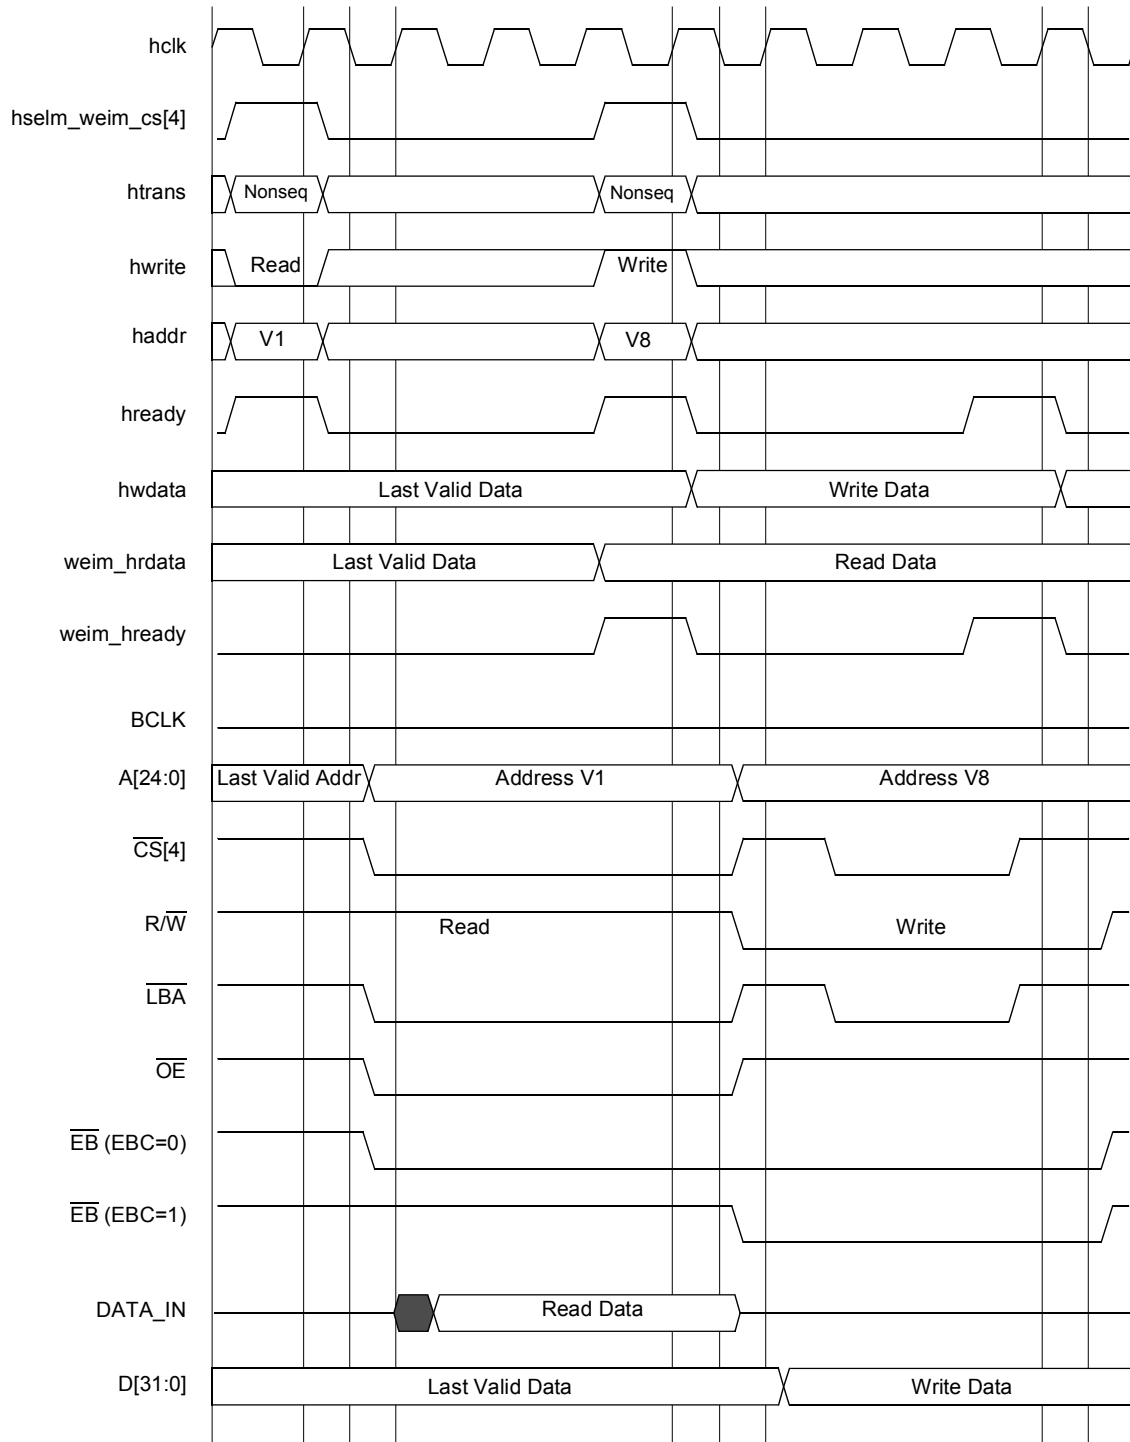 hclk
hselm_weim_cs[4]
htrans Nonseq Nonseq
hwrite Read Write
haddr V1 V8
hready
hwdata Last Valid Data Write Data
weim_hrdata Last Valid Data Read Data
weim_hready
BCLK
A[24:0] Last Valid Addr Address V1 Address V8
CS[4]
R/W Read Write
LBA
OE
EB (EBC=0)
EB (EBC=1)
DATA_IN Read Data
D[31:0] Last Valid Data Write Data